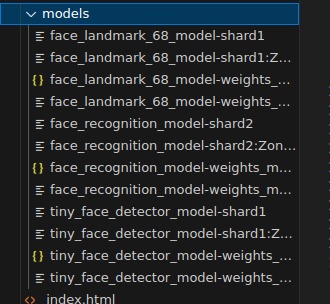 models
face_landmark_68_model-shard1
face_landmark_68_model-shard1:Z...
face_landmark_68_model-weights_...
face_landmark_68_model-weights_...
face_recognition_model-shard2
face_recognition_model-shard2:Zon...
face_recognition_model-weights_m...
face_recognition_model-weights_m...
tiny_face_detector_model-shard1
tiny_face_detector_model-shard1:Z...
tiny_face_detector_model-weights_...
tiny_face_detector_model-weights_...
index.html